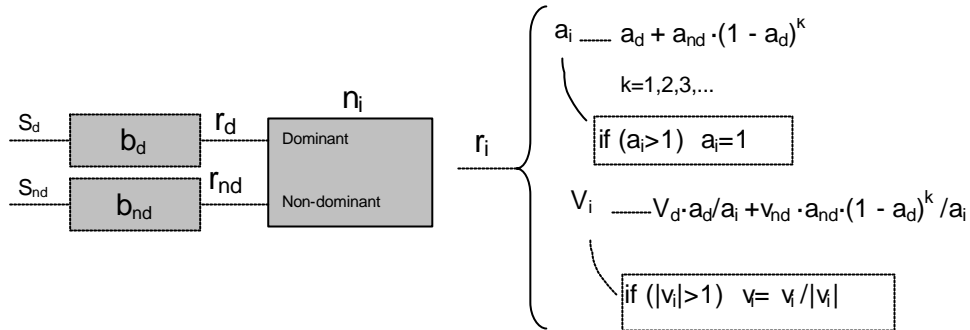 a_i ...... a_d + a_nd ·(1 - a_d)^k
k=1,2,3,...
n_i
S_d
b_d
r_d
Dominant
r_i
if (a_i>1) a_i=1
S_nd
b_nd
r_nd
Non-dominant
V_i ...... V_d·a_d/a_i +v_nd ·a_nd·(1 - a_d)^k /a_i
if (|v_i|>1) v_i= v_i/|v_i|